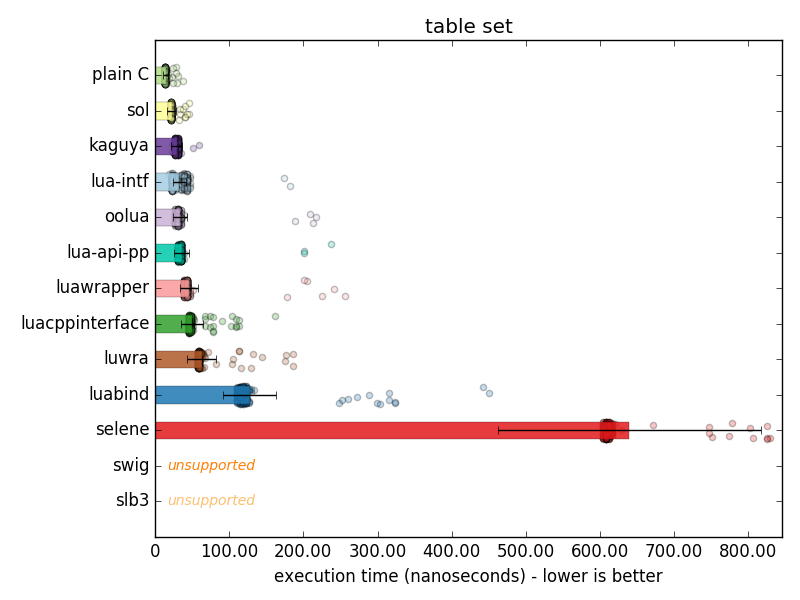 table set
plain C
sol
kaguya
lua-intf
oolua
lua-api-pp
luawrapper
luacppinterface
luwra
luabind
selene
swig unsupported
slb3 unsupported
0 100.00 200.00 300.00 400.00 500.00 600.00 700.00 800.00
execution time (nanoseconds) - lower is better